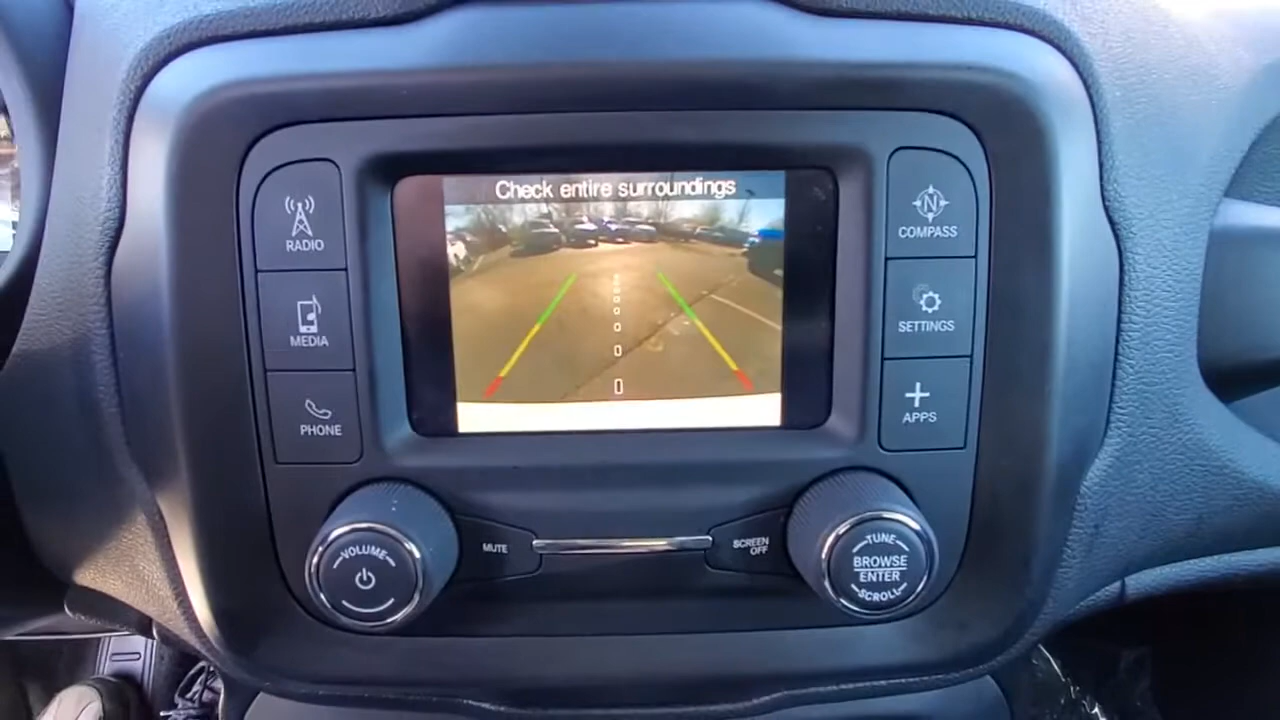 Check entire surroundings
RADIO
MEDIA
PHONE
N
COMPASS
SETTINGS
APPS
VOLUME
MUTE
SCREEN
OFF
TUNE
BROWSE
ENTER
SCROLL